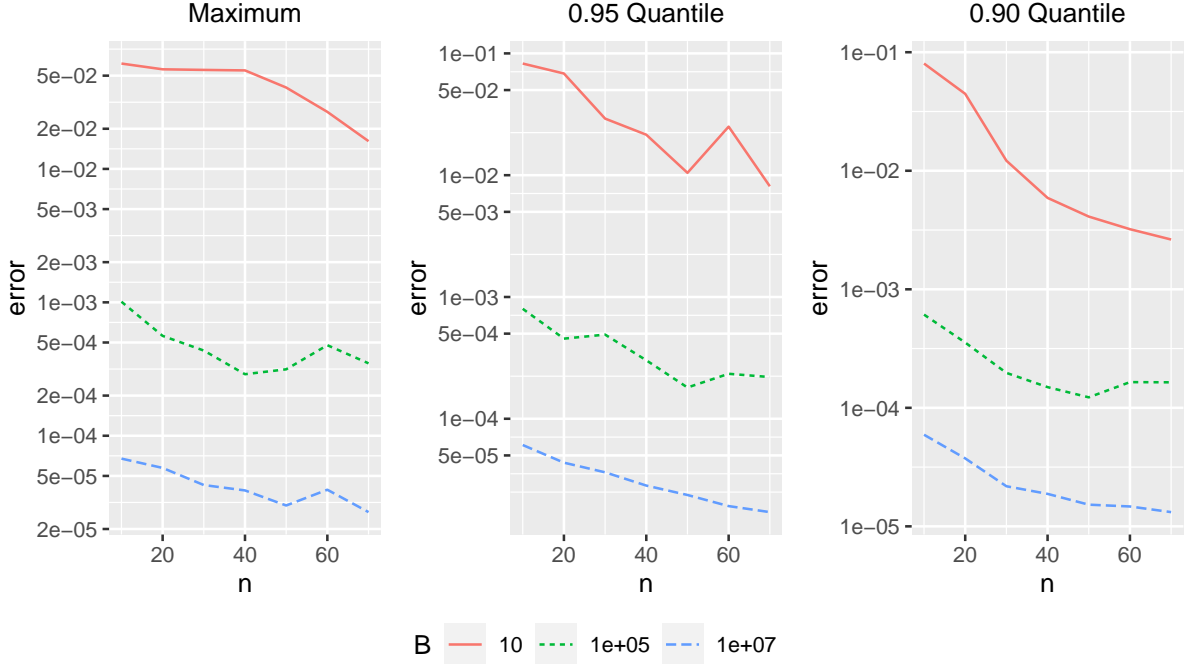 Maximum
0.95 Quantile
0.90 Quantile
error
5e−02
2e−02
1e−02
5e−03
2e−03
1e−03
5e−04
2e−04
1e−04
5e−05
2e−05
20
40
60
n
error
1e−01
5e−02
1e−02
5e−03
1e−03
5e−04
1e−04
5e−05
20
40
60
n
error
1e−01
1e−02
1e−03
1e−04
1e−05
20
40
60
n
B 10 1e+05 1e+07